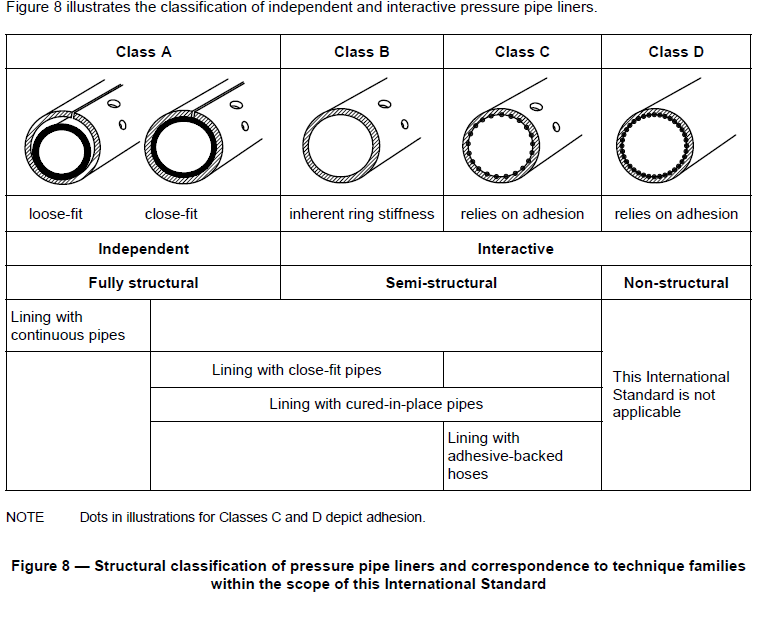 Figure 8 illustrates the classification of independent and interactive pressure pipe liners.
Class A
Class B
Class C
Class D
loose-fit
close-fit
inherent ring stiffness
relies on adhesion
relies on adhesion
Independent
Interactive
Fully structural
Semi-structural
Non-structural
Lining with
continuous pipes
Lining with close-fit pipes
Lining with cured-in-place pipes
Lining with
adhesive-backed
hoses
This International
Standard is not
applicable
NOTE Dots in illustrations for Classes C and D depict adhesion.
Figure 8 — Structural classification of pressure pipe liners and correspondence to technique families
within the scope of this International Standard